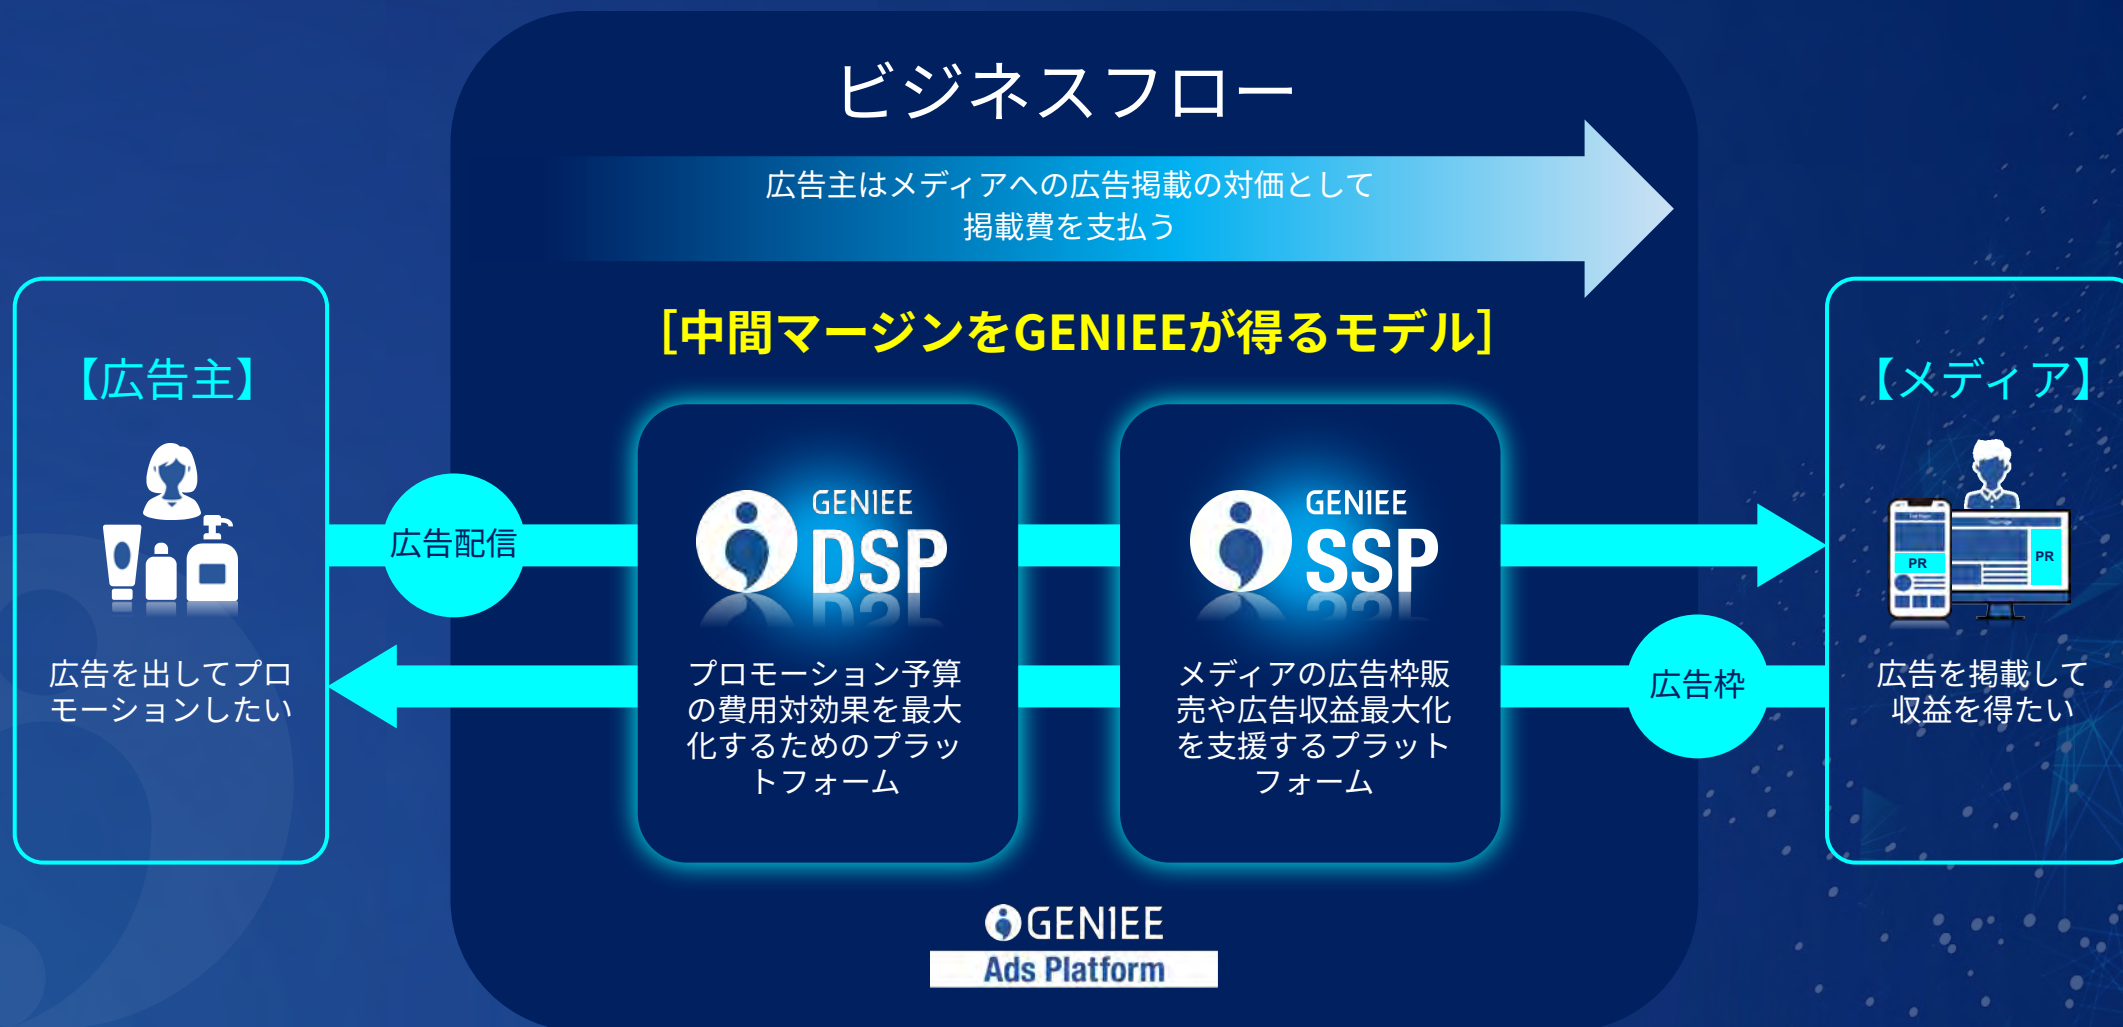 ビジネスフロー
広告主はメディアへの広告掲載の対価として
掲載費を支払う
[中間マージンをGENIEEが得るモデル]
【広告主】
広告を出してプロ
モーションしたい
広告配信
GENIEE
DSP
プロモーション予算
の費用対効果を最大
化するためのプラッ
トフォーム
GENIEE
SSP
メディアの広告枠販
売や広告収益最大化
を支援するプラット
フォーム
広告枠
【メディア】
PR
PR
広告を掲載して
収益を得たい
GENIEE
Ads Platform